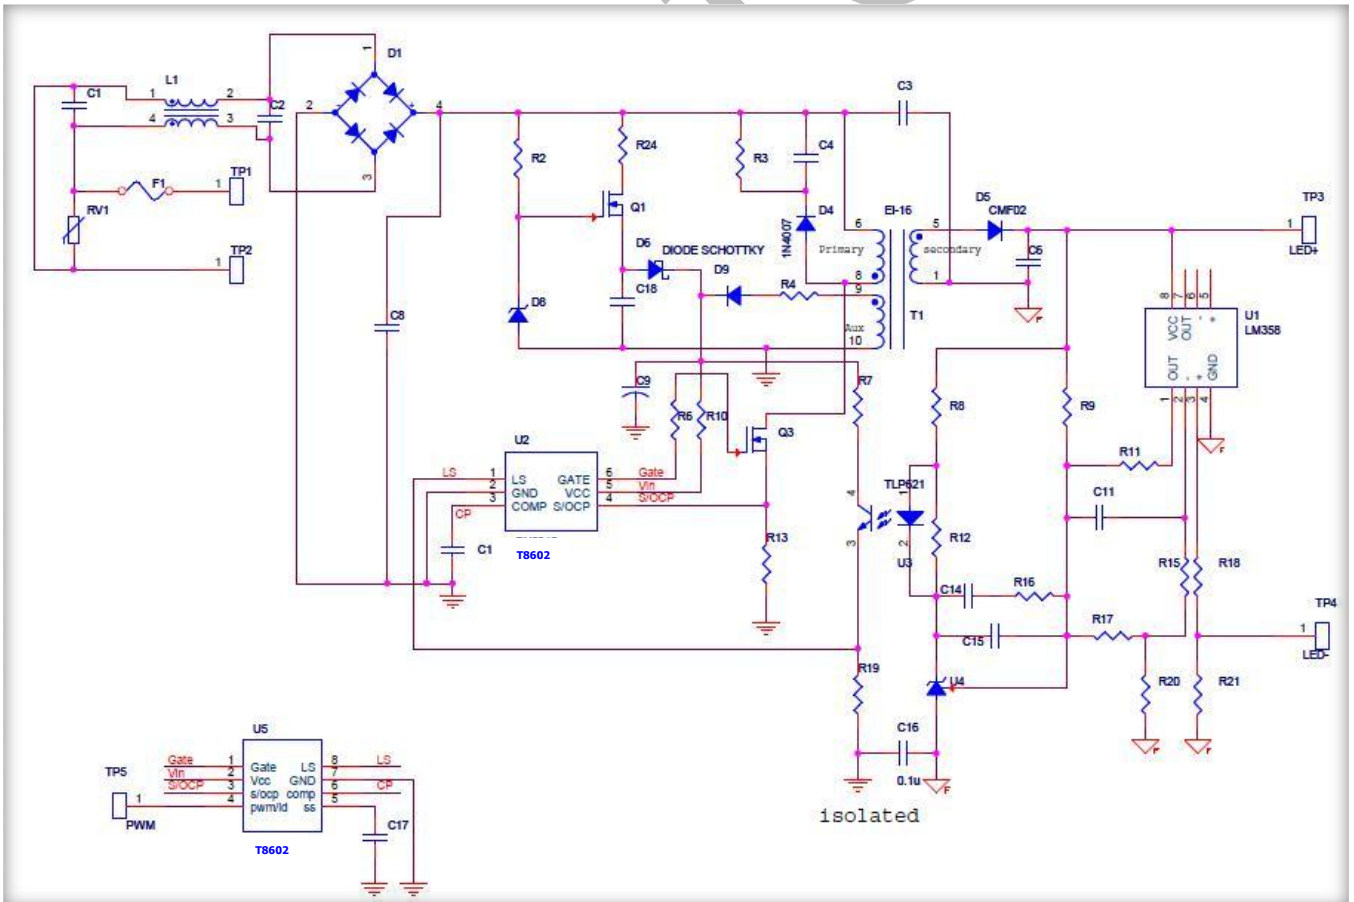 C1
L1
1 2
4 3
C2
1
D1
2
4
3
F1
1
TP1
RV1
TP2
1
C8
R2
R24
Q1
D6
DIODE SCHOTTKY
C18
D8
D9
R4
R3
C4
D4
1N4007
C3
EI-16
6
Primary
8
9
Aux
10
T1
5
secondary
1
D5
CMF02
C6
F
TP3
1
LED+
8 7 6 5
VCC OUT - +
OUT - + GND
1 2 3 4
U1
LM358
F
C9
R6
R10
Q3
R7
R8
R9
R11
C11
U2
LS
1 LS GATE 6 Gate
2 GND VCC 5 Vin
3 COMP S/OCP 4 S/OCP
CP
T8602
C1
R13
TLP621
4
3
1
2
U3
R12
C14
R16
C15
R15
R18
R17
TP4
1
LED-
R19
U4
R20
R21
F
F
C16
0.1u
F
isolated
U5
Gate 1 Gate LS 8 LS
Vin 2 Vcc GND 7
S/OCP 3 s/ocp comp 6 CP
4 pwm/ld ss 5
TP5
1
PWM
T8602
C17